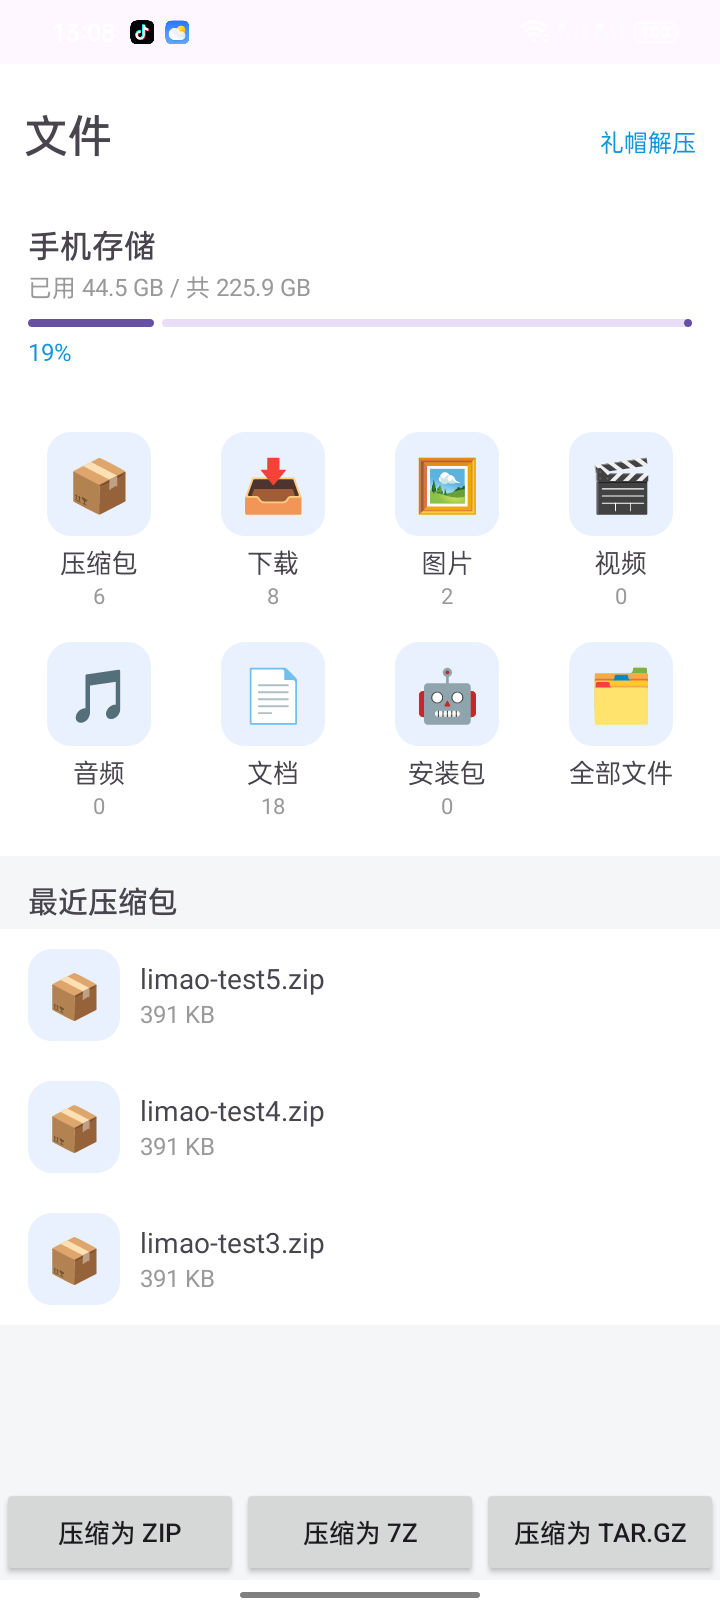 13:08
文件
礼帽解压
手机存储
已用 44.5 GB / 共 225.9 GB
19%
压缩包
下载
图片
视频
6
8
2
0
音频
文档
安装包
全部文件
0
18
0
最近压缩包
limao-test5.zip
391 KB
limao-test4.zip
391 KB
limao-test3.zip
391 KB
压缩为 ZIP
压缩为 7Z
压缩为 TAR.GZ